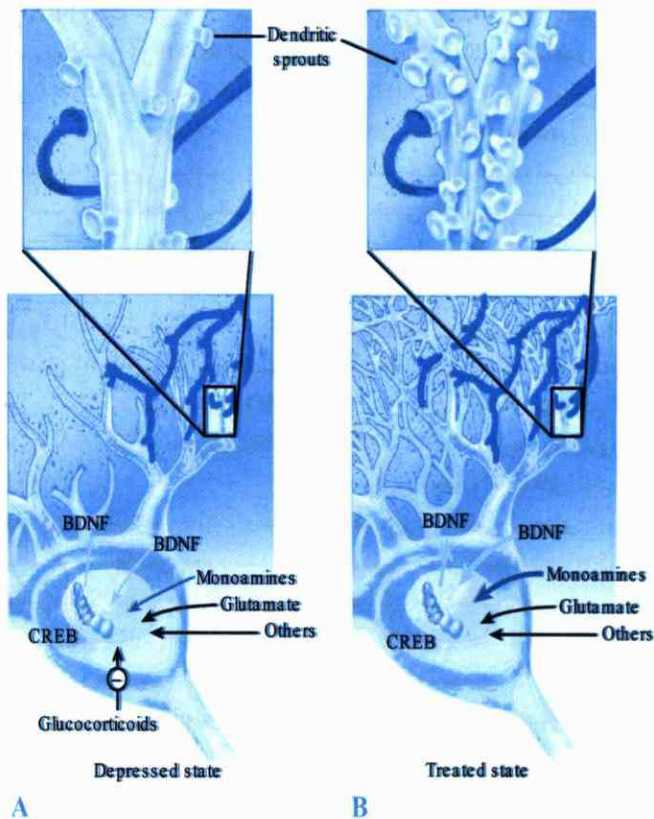 Dendritic
sprouts
BDNF
BDNF
Monoamines
Glutamate
Others
CREB
Glucocorticoids
Depressed state
A
BDNF
BDNF
Monoamines
Glutamate
Others
CREB
Treated state
B